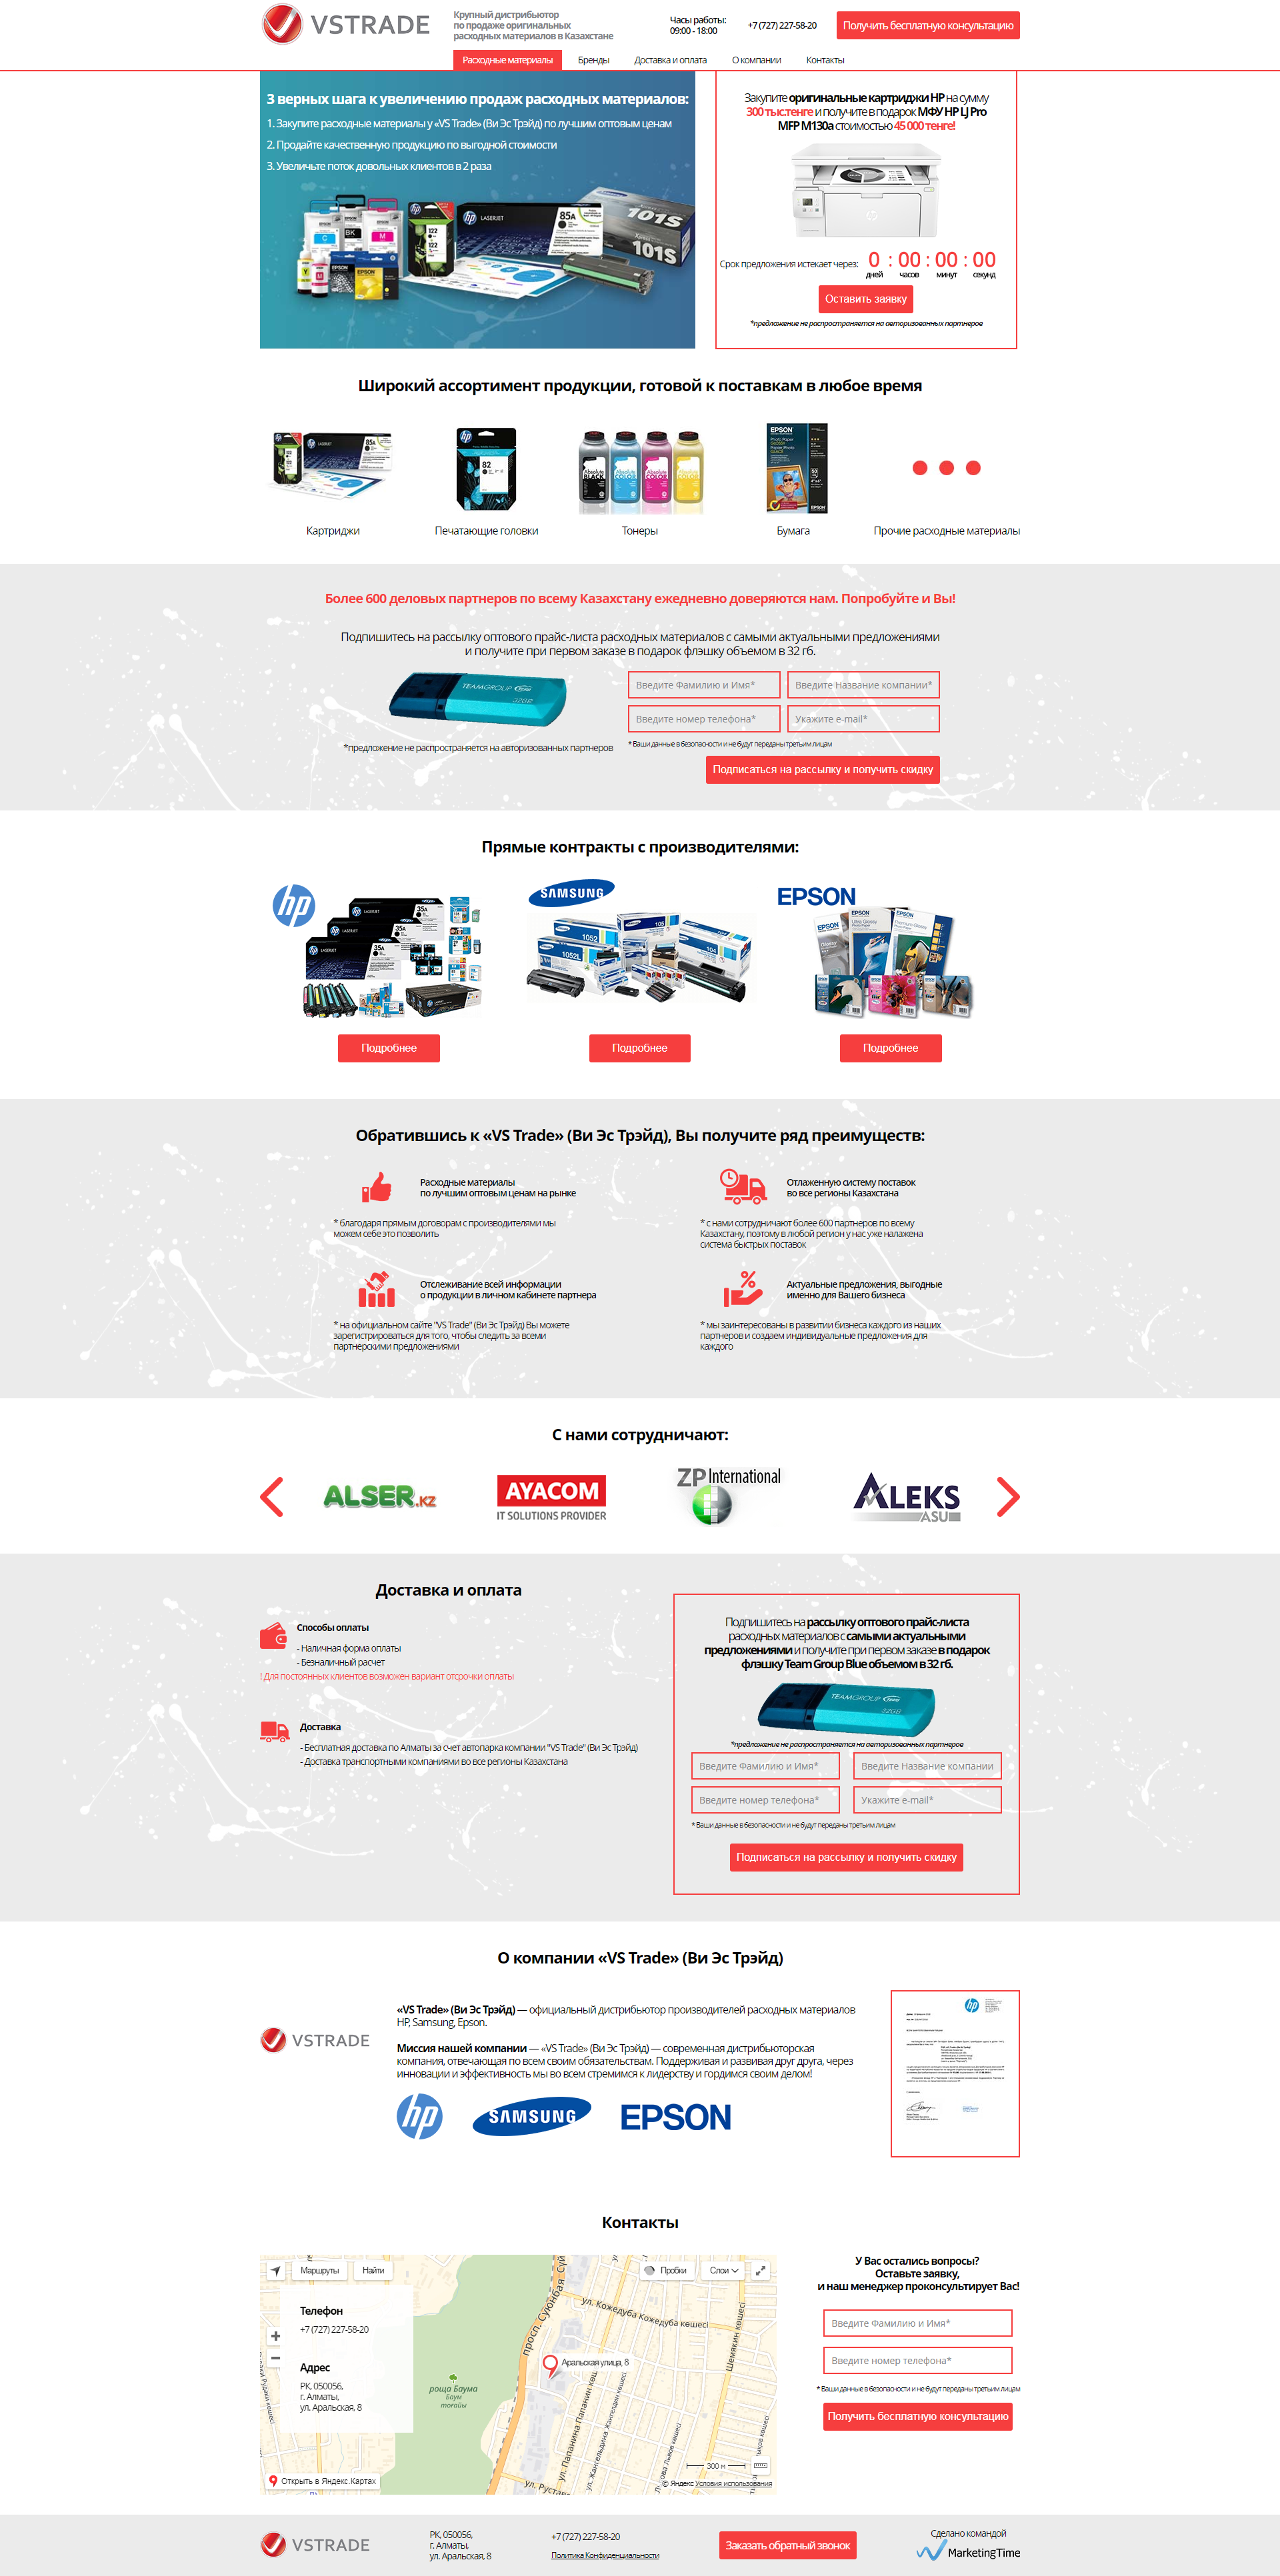 VSTRADE
Крупный дистрибьютор
по продаже оригинальных
расходных материалов в Казахстане
Часы работы:
09:00 - 18:00
+7 (727) 227-58-20
Получить бесплатную консультацию
Расходные материалы
Бренды
Доставка и оплата
О компании
Контакты
3 верных шага к увеличению продаж расходных материалов:
1. Закупите расходные материалы у «VS Trade» (Ви Эс Трэйд) по лучшим оптовым ценам
2. Продайте качественную продукцию по выгодной стоимости
3. Увеличьте поток довольных клиентов в 2 раза
Закупите оригинальные картриджи HP на сумму
300 тыс.тенге и получите в подарок МФУ HP LJ Pro
MFP M130a стоимостью 45 000 тенге!
Срок предложения истекает через:
0 : 00 : 00 : 00
дней часов минут секунд
Оставить заявку
*предложение не распространяется на авторизованных партнеров
Широкий ассортимент продукции, готовой к поставкам в любое время
Картриджи
Печатающие головки
Тонеры
Бумага
Прочие расходные материалы
Более 600 деловых партнеров по всему Казахстану ежедневно доверяются нам. Попробуйте и Вы!
Подпишитесь на рассылку оптового прайс-листа расходных материалов с самыми актуальными предложениями
и получите при первом заказе в подарок флэшку объемом в 32 гб.
TEAMGROUP
32GB
*предложение не распространяется на авторизованных партнеров
Введите Фамилию и Имя*
Введите Название компании*
Введите номер телефона*
Укажите e-mail*
* Ваши данные в безопасности и не будут переданы третьим лицам
Подписаться на рассылку и получить скидку
Прямые контракты с производителями:
hp
SAMSUNG
EPSON
Подробнее
Подробнее
Подробнее
Обратившись к «VS Trade» (Ви Эс Трэйд), Вы получите ряд преимуществ:
Расходные материалы
по лучшим оптовым ценам на рынке
* благодаря прямым договорам с производителями мы
можем себе это позволить
Отлаженную систему поставок
во все регионы Казахстана
* с нами сотрудничают более 600 партнеров по всему
Казахстану, поэтому в любой регион у нас уже налажена
система быстрых поставок
Отслеживание всей информации
о продукции в личном кабинете партнера
* на официальном сайте "VS Trade" (Ви Эс Трэйд) Вы можете
зарегистрироваться для того, чтобы следить за всеми
партнерскими предложениями
Актуальные предложения, выгодные
именно для Вашего бизнеса
* мы заинтересованы в развитии бизнеса каждого из наших
партнеров и создаем индивидуальные предложения для
каждого
С нами сотрудничают:
ALSER.KZ
AYACOM
IT SOLUTIONS PROVIDER
ZP International
ALEKS
ASU
Доставка и оплата
Способы оплаты
- Наличная форма оплаты
- Безналичный расчет
! Для постоянных клиентов возможен вариант отсрочки оплаты
Доставка
- Бесплатная доставка по Алматы за счет автопарка компании "VS Trade" (Ви Эс Трэйд)
- Доставка транспортными компаниями во все регионы Казахстана
Подпишитесь на рассылку оптового прайс-листа
расходных материалов с самыми актуальными
предложениями и получите при первом заказе в подарок
флэшку Team Group Blue объемом в 32 гб.
TEAMGROUP
32GB
*предложение не распространяется на авторизованных партнеров
Введите Фамилию и Имя*
Введите Название компании
Введите номер телефона*
Укажите e-mail*
* Ваши данные в безопасности и не будут переданы третьим лицам
Подписаться на рассылку и получить скидку
О компании «VS Trade» (Ви Эс Трэйд)
VSTRADE
«VS Trade» (Ви Эс Трэйд) — официальный дистрибьютор производителей расходных материалов
HP, Samsung, Epson.
Миссия нашей компании — «VS Trade» (Ви Эс Трэйд) — современная дистрибьюторская
компания, отвечающая по всем своим обязательствам. Поддерживая и развивая друг друга, через
инновации и эффективность мы во всем стремимся к лидерству и гордимся своим делом!
hp
SAMSUNG
EPSON
Контакты
Маршруты
Найти
Пробки
Слои
Телефон
+7 (727) 227-58-20
Адрес
РК, 050056,
г. Алматы,
ул. Аральская, 8
просп. Суюнбая
ул. Кожедуба Кожедуба көшесі
Шемякин көшесі
Аральская улица, 8
роща Баума
Баум
тоғайы
ул. Папанина Папанин көш
ул. Жангельдина Жангелдин көшесі
300 м
© Яндекс Условия использования
Открыть в Яндекс.Картах
У Вас остались вопросы?
Оставьте заявку,
и наш менеджер проконсультирует Вас!
Введите Фамилию и Имя*
Введите номер телефона*
* Ваши данные в безопасности и не будут переданы третьим лицам
Получить бесплатную консультацию
VSTRADE
РК, 050056,
г. Алматы,
ул. Аральская, 8
+7 (727) 227-58-20
Политика Конфиденциальности
Заказать обратный звонок
Сделано командой
MarketingTime